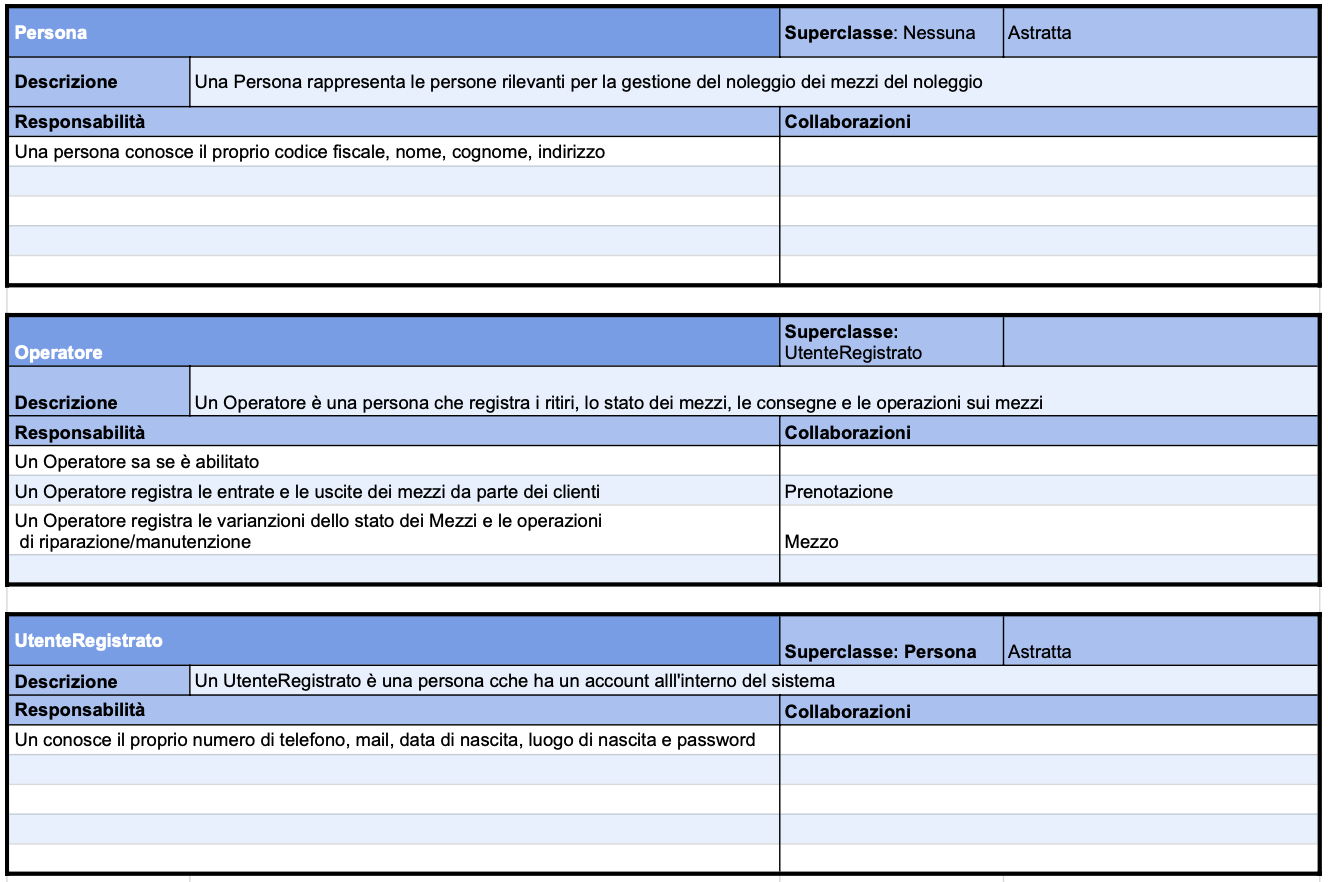 Persona
Superclasse: Nessuna
Astratta
Descrizione
Una Persona rappresenta le persone rilevanti per la gestione del noleggio dei mezzi del noleggio
Responsabilità
Collaborazioni
Una persona conosce il proprio codice fiscale, nome, cognome, indirizzo
Operatore
Superclasse:
UtenteRegistrato
Descrizione
Un Operatore è una persona che registra i ritiri, lo stato dei mezzi, le consegne e le operazioni sui mezzi
Responsabilità
Collaborazioni
Un Operatore sa se è abilitato
Un Operatore registra le entrate e le uscite dei mezzi da parte dei clienti
Prenotazione
Un Operatore registra le varianzioni dello stato dei Mezzi e le operazioni
di riparazione/manutenzione
Mezzo
UtenteRegistrato
Superclasse: Persona
Astratta
Descrizione
Un UtenteRegistrato è una persona cche ha un account alll'interno del sistema
Responsabilità
Collaborazioni
Un conosce il proprio numero di telefono, mail, data di nascita, luogo di nascita e password